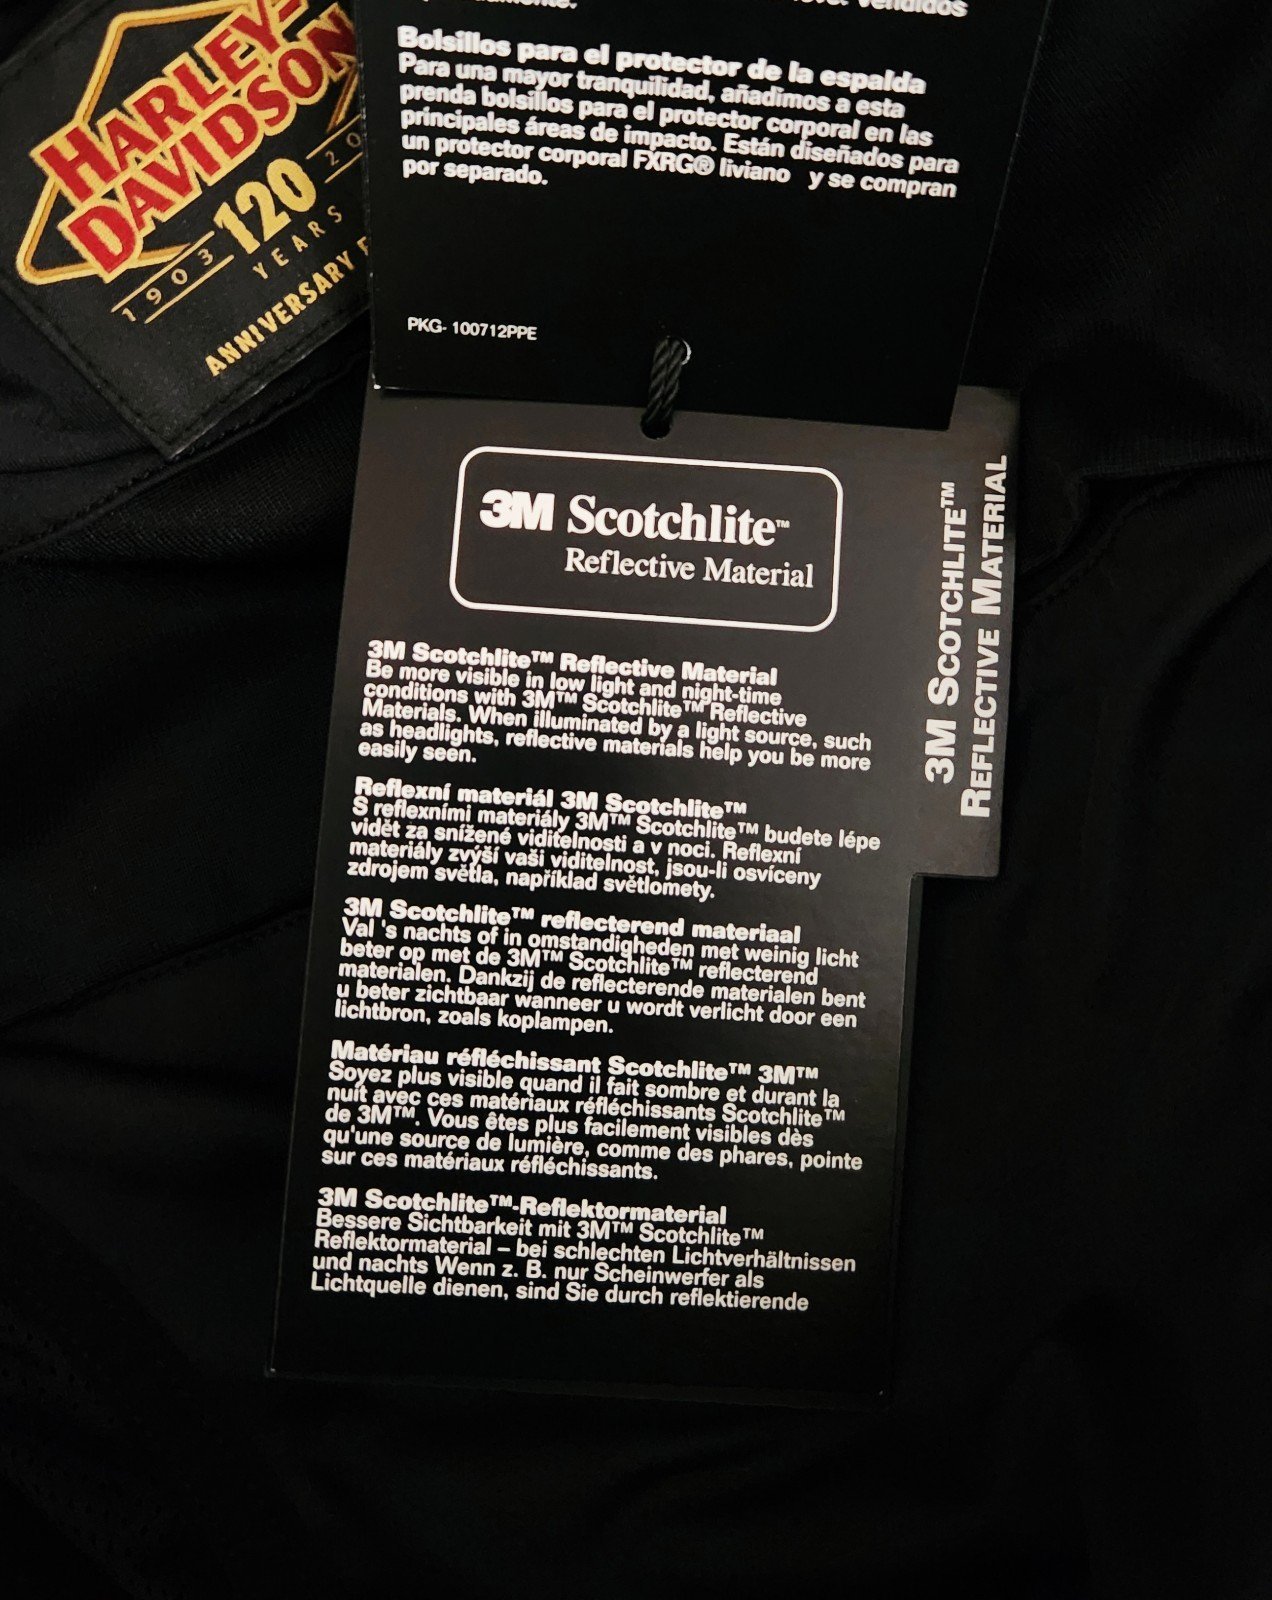 HARLEY-
DAVIDSON
1903 120 20
YEARS
ANNIVERSARY
vendidos
Bolsillos para el protector de la espalda
Para una mayor tranquilidad, añadimos a esta
prenda bolsillos para el protector corporal en las
principales áreas de impacto. Están diseñados para
un protector corporal FXRG® liviano y se compran
por separado.
PKG- 100712PPE
3M Scotchlite™
Reflective Material
3M SCOTCHLITE™
REFLECTIVE MATERIAL
3M Scotchlite™ Reflective Material
Be more visible in low light and night-time
conditions with 3M™ Scotchlite™ Reflective
Materials. When illuminated by a light source, such
as headlights, reflective materials help you be more
easily seen.
Reflexní materiál 3M Scotchlite™
S reflexními materiály 3M™ Scotchlite™ budete lépe
vidět za snížené viditelnosti a v noci. Reflexní
materiály zvýší vaši viditelnost, jsou-li osvíceny
zdrojem světla, například světlomety.
3M Scotchlite™ reflecterend materiaal
Val 's nachts of in omstandigheden met weinig licht
beter op met de 3M™ Scotchlite™ reflecterend
materialen. Dankzij de reflecterende materialen bent
u beter zichtbaar wanneer u wordt verlicht door een
lichtbron, zoals koplampen.
Matériau réfléchissant Scotchlite™ 3M™
Soyez plus visible quand il fait sombre et durant la
nuit avec ces matériaux réfléchissants Scotchlite™
de 3M™. Vous êtes plus facilement visibles dès
qu'une source de lumière, comme des phares, pointe
sur ces matériaux réfléchissants.
3M Scotchlite™-Reflektormaterial
Bessere Sichtbarkeit mit 3M™ Scotchlite™
Reflektormaterial – bei schlechten Lichtverhältnissen
und nachts Wenn z. B. nur Scheinwerfer als
Lichtquelle dienen, sind Sie durch reflektierende